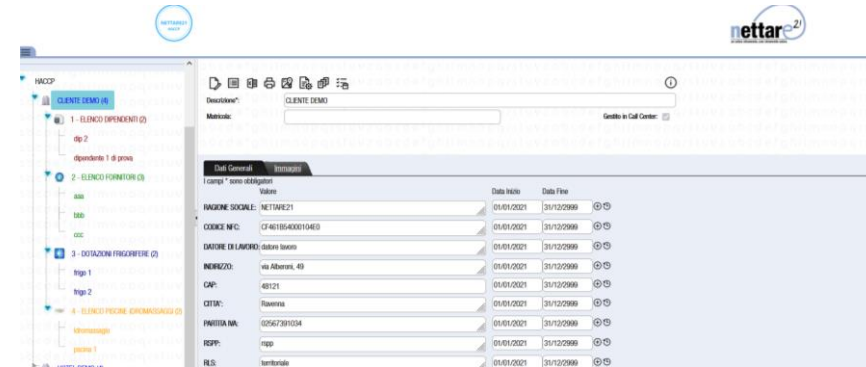 NETTARE21
HACCP
nettare21
HACCP
CLIENTE DEMO (4)
1 - ELENCO DIPENDENTI (2)
dip 2
dipendente 1 di prova
2 - ELENCO FORNITORI (3)
aaa
bbb
ccc
3 - DOTAZIONI FRIGORIFERE (2)
frigo 1
frigo 2
4 - ELENCO PISCINE IDROMASSAGGI (2)
idromassaggio
piscina 1
Descrizione*: CLIENTE DEMO
Matricola: Gestito in Call Center:
Dati Generali Immagini
I campi * sono obbligatori
Valore Data Inizio Data Fine
RAGIONE SOCIALE: NETTARE21 01/01/2021 31/12/2999
CODICE NFC: CF461B54000104E0 01/01/2021 31/12/2999
DATORE DI LAVORO: datore lavoro 01/01/2021 31/12/2999
INDIRIZZO: via Alberoni, 49 01/01/2021 31/12/2999
CAP: 48121 01/01/2021 31/12/2999
CITTA': Ravenna 01/01/2021 31/12/2999
PARTITA IVA: 02567391034 01/01/2021 31/12/2999
RSPP: rspp 01/01/2021 31/12/2999
RLS: territoriale 01/01/2021 31/12/2999